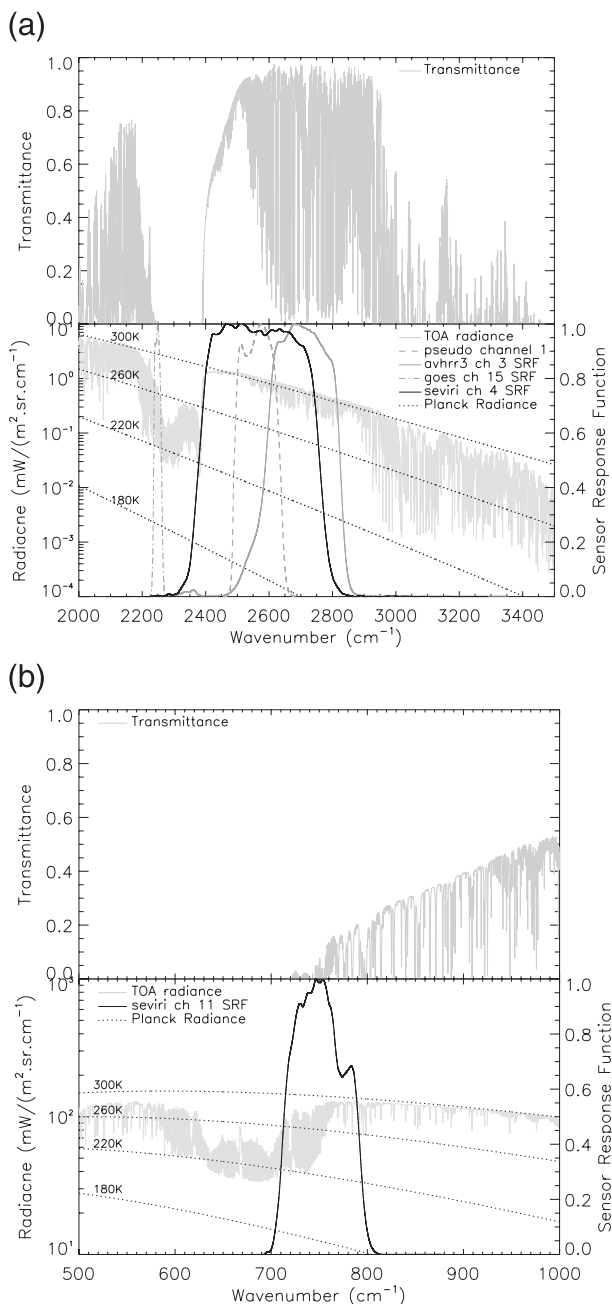 (a)
1.0
0.8
0.6
0.4
0.2
0.0
Transmittance
Transmittance
10¹
10⁰
10⁻¹
10⁻²
10⁻³
10⁻⁴
Radiacne (mW/(m².sr.cm⁻¹)
300K
260K
220K
180K
TOA radiance
pseudo channel 1
avhrr3 ch 3 SRF
goes ch 15 SRF
seviri ch 4 SRF
Planck Radiance
1.0
0.8
0.6
0.4
0.2
0.0
Sensor Response Function
2000 2200 2400 2600 2800 3000 3200 3400
Wavenumber (cm⁻¹)
(b)
1.0
0.8
0.6
0.4
0.2
0.0
Transmittance
Transmittance
10³
10²
10¹
Radiacne (mW/(m².sr.cm⁻¹)
TOA radiance
seviri ch 11 SRF
Planck Radiance
300K
260K
220K
180K
1.0
0.8
0.6
0.4
0.2
0.0
Sensor Response Function
500 600 700 800 900 1000
Wavenumber (cm⁻¹)